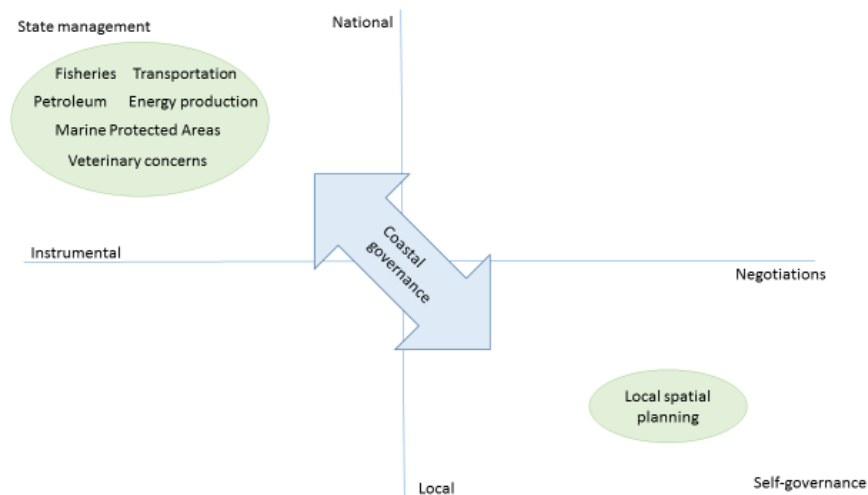 State management
National
Fisheries Transportation
Petroleum Energy production
Marine Protected Areas
Veterinary concerns
Coastal
governance
Instrumental
Negotiations
Local spatial
planning
Local
Self-governance